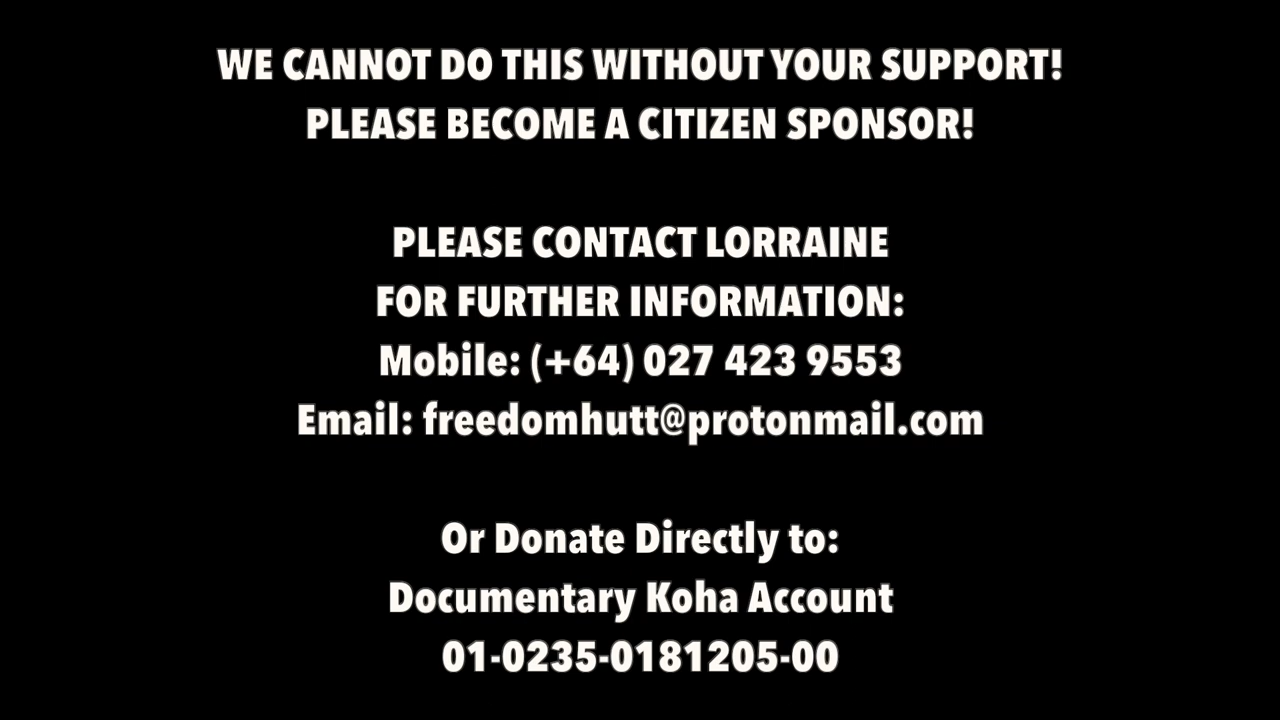 WE CANNOT DO THIS WITHOUT YOUR SUPPORT!
PLEASE BECOME A CITIZEN SPONSOR!
PLEASE CONTACT LORRAINE
FOR FURTHER INFORMATION:
Mobile: (+64) 027 423 9553
Email: freedomhutt@protonmail.com
Or Donate Directly to:
Documentary Koha Account
01-0235-0181205-00